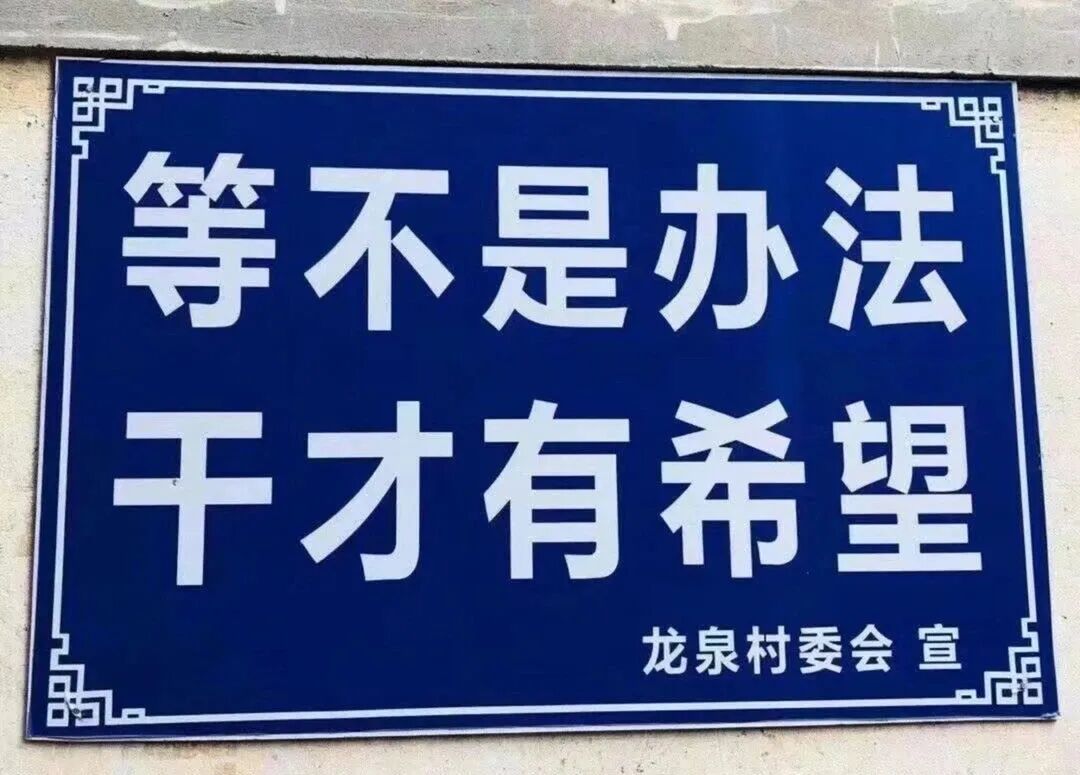 等不是办法
干才有希望
龙泉村委会 宣